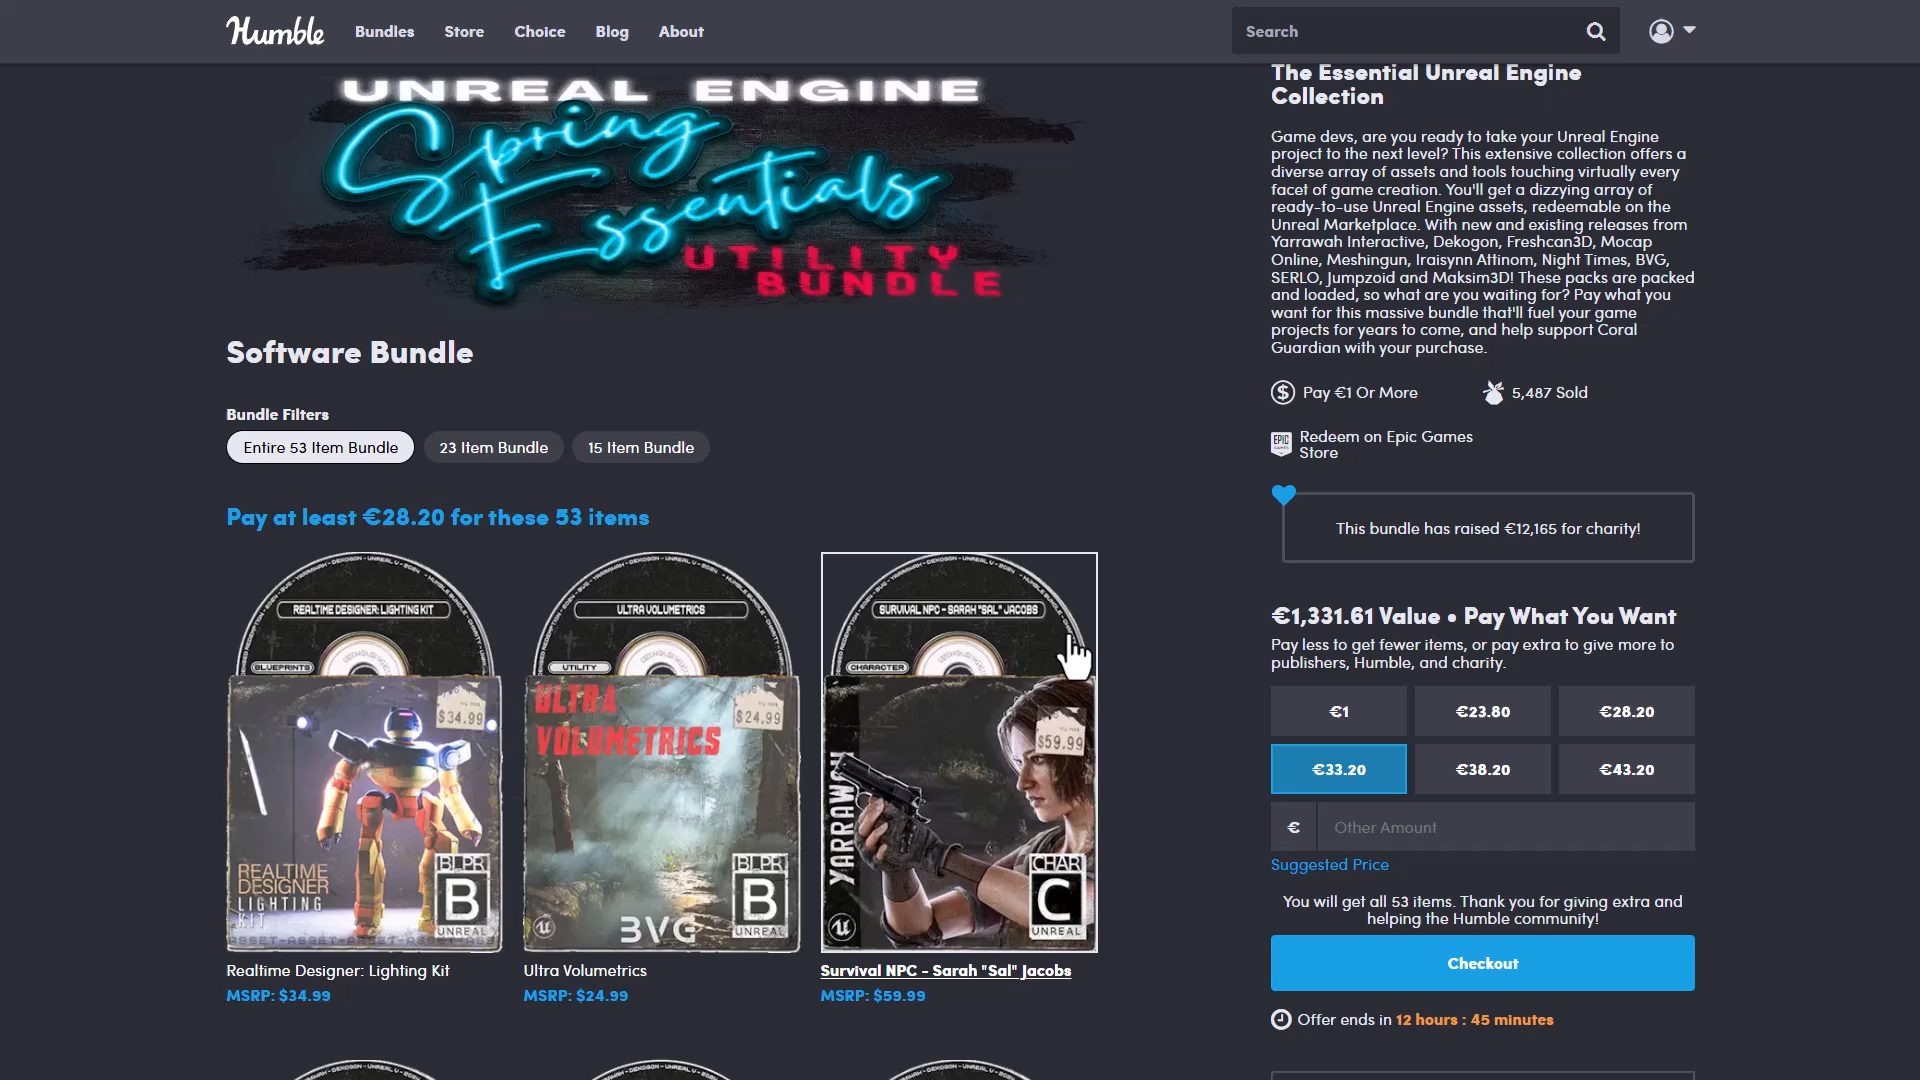 Humble
Bundles
Store
Choice
Blog
About
Search
UNREAL ENGINE
Spring
Essentials
UTILITY
BUNDLE
Software Bundle
Bundle Filters
Entire 53 Item Bundle
23 Item Bundle
15 Item Bundle
Pay at least €28.20 for these 53 items
REALTIME DESIGNER: LIGHTING KIT
BLUEPRINTS
$34.99
REALTIME
DESIGNER
LIGHTING
KIT
BLPR
B
UNREAL
Realtime Designer: Lighting Kit
MSRP: $34.99
ULTRA VOLUMETRICS
UTILITY
ULTRA
VOLUMETRICS
$24.99
BVG
BLPR
B
UNREAL
Ultra Volumetrics
MSRP: $24.99
SURVIVAL NPC - SARAH "SAL" JACOBS
CHARACTER
$59.99
YARRAWAH
CHAR
C
UNREAL
Survival NPC - Sarah "Sal" Jacobs
MSRP: $59.99
The Essential Unreal Engine
Collection
Game devs, are you ready to take your Unreal Engine
project to the next level? This extensive collection offers a
diverse array of assets and tools touching virtually every
facet of game creation. You'll get a dizzying array of
ready-to-use Unreal Engine assets, redeemable on the
Unreal Marketplace. With new and existing releases from
Yarrawah Interactive, Dekogon, Freshcan3D, Mocap
Online, Meshingun, Iraisynn Attinom, Night Times, BVG,
SERLO, Jumpzoid and Maksim3D! These packs are packed
and loaded, so what are you waiting for? Pay what you
want for this massive bundle that'll fuel your game
projects for years to come, and help support Coral
Guardian with your purchase.
Pay €1 Or More
5,487 Sold
EPIC
GAMES
Redeem on Epic Games
Store
This bundle has raised €12,165 for charity!
€1,331.61 Value • Pay What You Want
Pay less to get fewer items, or pay extra to give more to
publishers, Humble, and charity.
€1
€23.80
€28.20
€33.20
€38.20
€43.20
€
Other Amount
Suggested Price
You will get all 53 items. Thank you for giving extra and
helping the Humble community!
Checkout
Offer ends in 12 hours : 45 minutes